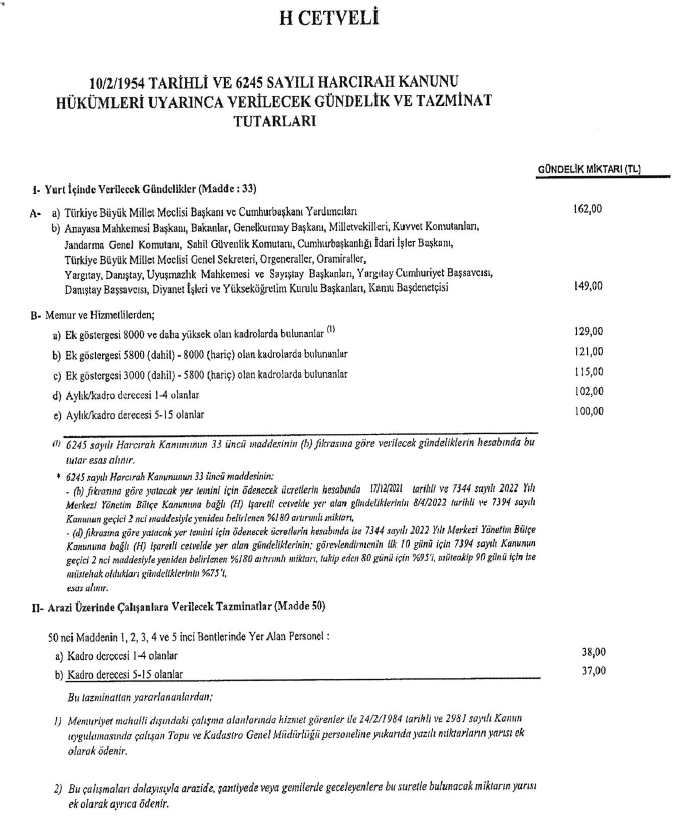 H CETVELİ
10/2/1954 TARİHLİ VE 6245 SAYILI HARCIRAH KANUNU
HÜKÜMLERİ UYARINCA VERİLECEK GÜNDELİK VE TAZMİNAT
TUTARLARI
GÜNDELİK MİKTARI (TL)
I- Yurt İçinde Verilecek Gündelikler (Madde : 33)
A- a) Türkiye Büyük Millet Meclisi Başkanı ve Cumhurbaşkanı Yardımcıları 162,00
b) Anayasa Mahkemesi Başkanı, Bakanlar, Genelkurmay Başkanı, Milletvekilleri, Kuvvet Komutanları,
Jandarma Genel Komutanı, Sahil Güvenlik Komutanı, Cumhurbaşkanlığı İdari İşler Başkanı,
Türkiye Büyük Millet Meclisi Genel Sekreteri, Orgeneraller, Oramiraller,
Yargıtay, Danıştay, Uyuşmazlık Mahkemesi ve Sayıştay Başkanları, Yargıtay Cumhuriyet Başsavcısı,
Danıştay Başsavcısı, Diyanet İşleri ve Yükseköğretim Kurulu Başkanları, Kamu Başdenetçisi 149,00
B- Memur ve Hizmetlilerden;
a) Ek göstergesi 8000 ve daha yüksek olan kadrolarda bulunanlar (1) 129,00
b) Ek göstergesi 5800 (dahil) - 8000 (hariç) olan kadrolarda bulunanlar 121,00
c) Ek göstergesi 3000 (dahil) - 5800 (hariç) olan kadrolarda bulunanlar 115,00
d) Aylık/kadro derecesi 1-4 olanlar 102,00
e) Aylık/kadro derecesi 5-15 olanlar 100,00
(1) 6245 sayılı Harcırah Kanununun 33 üncü maddesinin (b) fıkrasına göre verilecek gündeliklerin hesabında bu
tutar esas alınır.
* 6245 sayılı Harcırah Kanununun 33 üncü maddesinin;
- (b) fıkrasına göre yatacak yer temini için ödenecek ücretlerin hesabında 17/12/2021 tarihli ve 7344 sayılı 2022 Yılı
Merkezi Yönetim Bütçe Kanununa bağlı (H) işaretli cetvelde yer alan gündeliklerinin 8/4/2022 tarihli ve 7394 sayılı
Kanunun geçici 2 nci maddesiyle yeniden belirlenen %180 artırımlı miktarı,
- (d) fıkrasına göre yatacak yer temini için ödenecek ücretlerin hesabında ise 7344 sayılı 2022 Yılı Merkezi Yönetim Bütçe
Kanununa bağlı (H) işaretli cetvelde yer alan gündeliklerinin; görevlendirmenin ilk 10 günü için 7394 sayılı Kanunun
geçici 2 nci maddesiyle yeniden belirlenen %180 artırımlı miktarı, takip eden 80 günü için %95'i, müteakip 90 günü için ise
müstehak oldukları gündeliklerinin %75'i,
esas alınır.
II- Arazi Üzerinde Çalışanlara Verilecek Tazminatlar (Madde 50)
50 nci Maddenin 1, 2, 3, 4 ve 5 inci Bentlerinde Yer Alan Personel :
a) Kadro derecesi 1-4 olanlar 38,00
b) Kadro derecesi 5-15 olanlar 37,00
Bu tazminattan yararlananlardan;
1) Memuriyet mahalli dışındaki çalışma alanlarında hizmet görenler ile 24/2/1984 tarihli ve 2981 sayılı Kanun
uygulamasında çalışan Tapu ve Kadastro Genel Müdürlüğü personeline yukarıda yazılı miktarların yarısı ek
olarak ödenir.
2) Bu çalışmaları dolayısıyla arazide, şantiyede veya gemilerde geceleyenlere bu suretle bulunacak miktarın yarısı
ek olarak ayrıca ödenir.